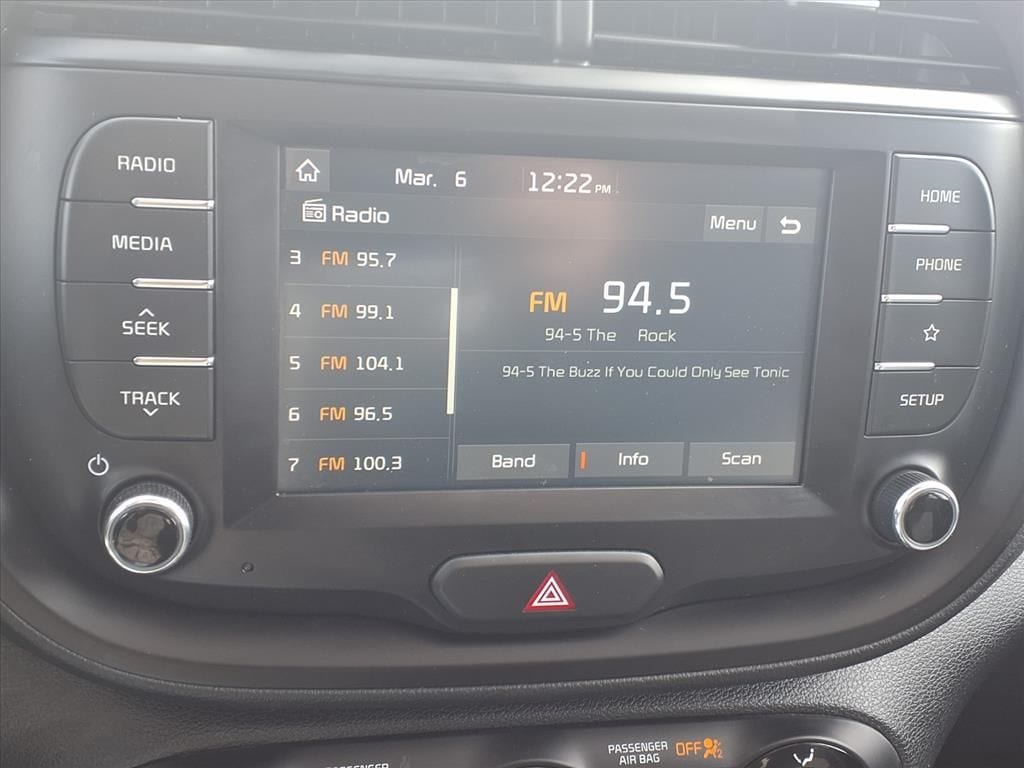 RADIO
MEDIA
SEEK
TRACK
Mar. 6 12:22 PM
Radio
Menu
3 FM 95.7
4 FM 99.1
5 FM 104.1
6 FM 96.5
7 FM 100.3
FM 94.5
94-5 The Rock
94-5 The Buzz If You Could Only See Tonic
Band Info Scan
HOME
PHONE
SETUP
PASSENGER
AIR BAG
OFF
2
PASSENGER